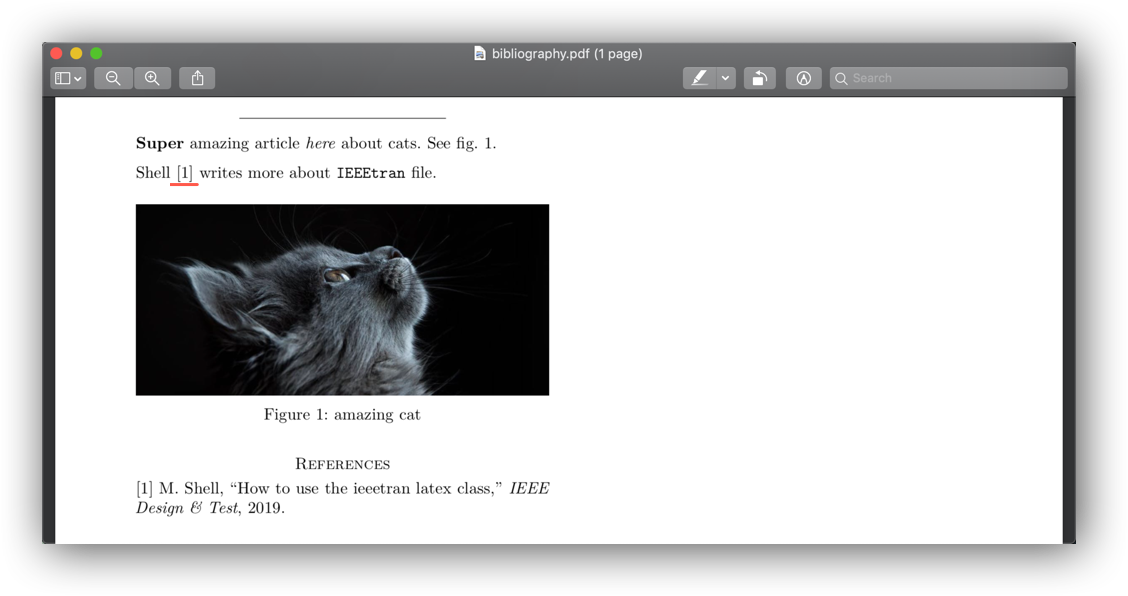 bibliography.pdf (1 page)
Search
Super amazing article here about cats. See fig. 1.
Shell [1] writes more about IEEEtran file.
Figure 1: amazing cat
References
[1] M. Shell, “How to use the ieeetran latex class,” IEEE
Design & Test, 2019.